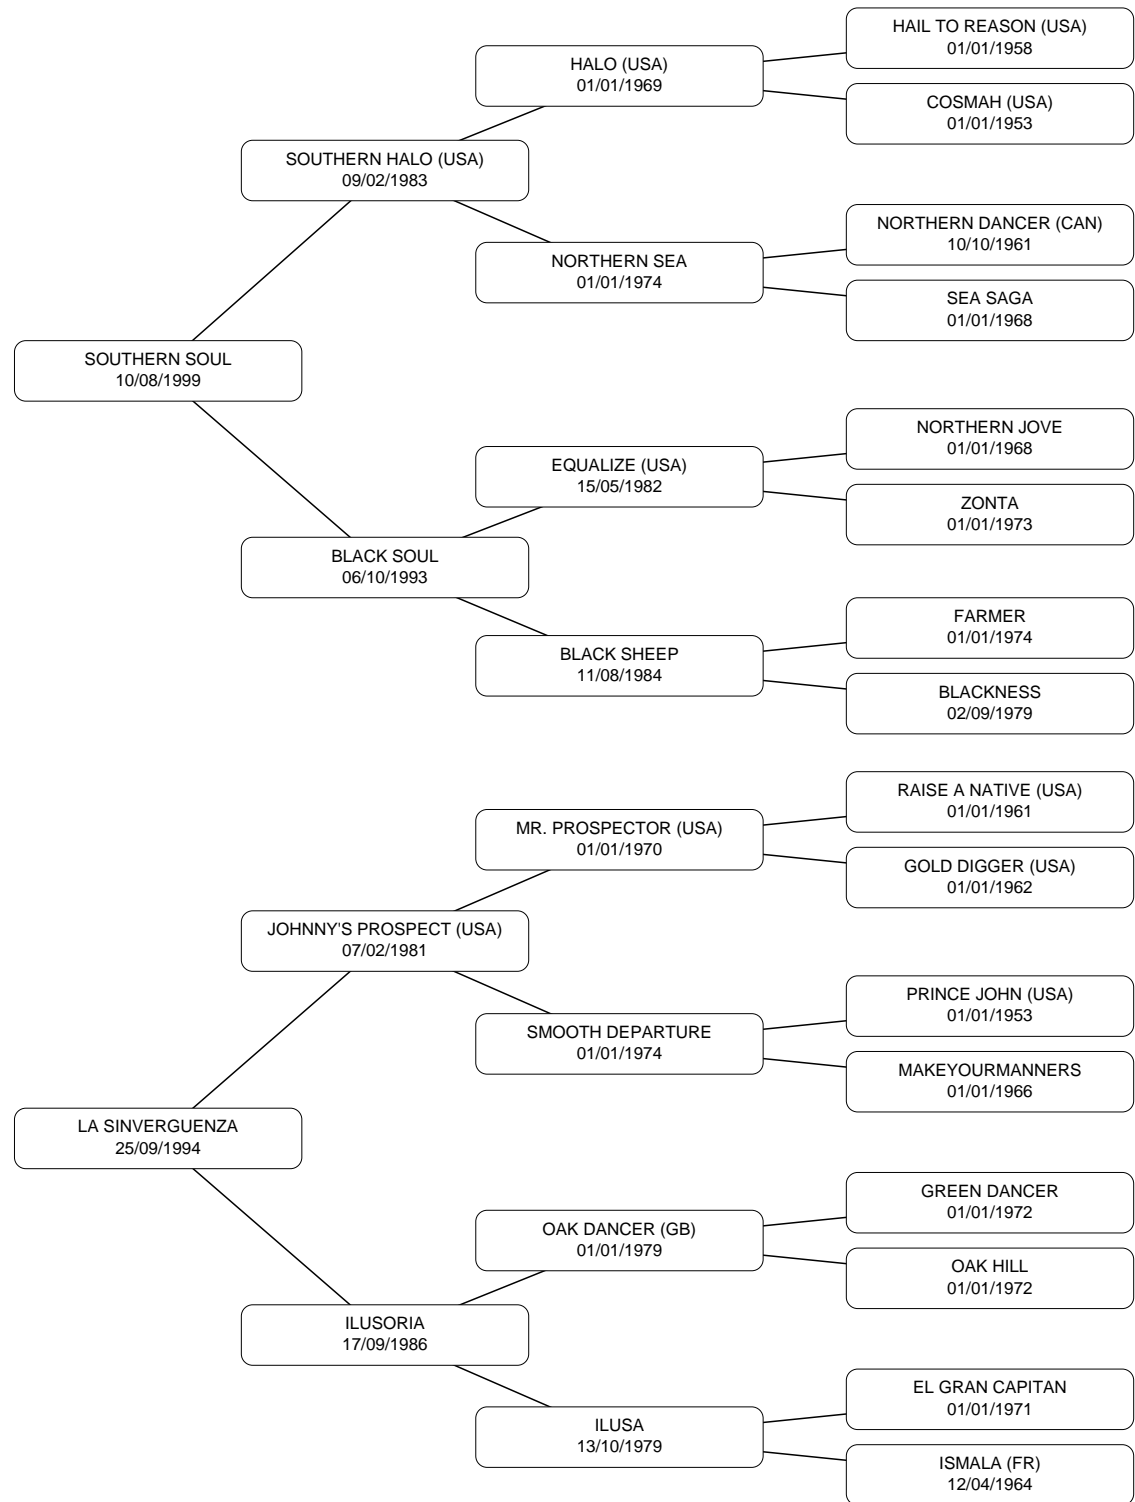 HAIL TO REASON (USA)
01/01/1958
HALO (USA)
01/01/1969
COSMAH (USA)
01/01/1953
SOUTHERN HALO (USA)
09/02/1983
NORTHERN DANCER (CAN)
10/10/1961
NORTHERN SEA
01/01/1974
SEA SAGA
01/01/1968
SOUTHERN SOUL
10/08/1999
NORTHERN JOVE
01/01/1968
EQUALIZE (USA)
15/05/1982
ZONTA
01/01/1973
BLACK SOUL
06/10/1993
FARMER
01/01/1974
BLACK SHEEP
11/08/1984
BLACKNESS
02/09/1979
RAISE A NATIVE (USA)
01/01/1961
MR. PROSPECTOR (USA)
01/01/1970
GOLD DIGGER (USA)
01/01/1962
JOHNNY'S PROSPECT (USA)
07/02/1981
PRINCE JOHN (USA)
01/01/1953
SMOOTH DEPARTURE
01/01/1974
MAKEYOURMANNERS
01/01/1966
LA SINVERGUENZA
25/09/1994
GREEN DANCER
01/01/1972
OAK DANCER (GB)
01/01/1979
OAK HILL
01/01/1972
ILUSORIA
17/09/1986
EL GRAN CAPITAN
01/01/1971
ILUSA
13/10/1979
ISMALA (FR)
12/04/1964